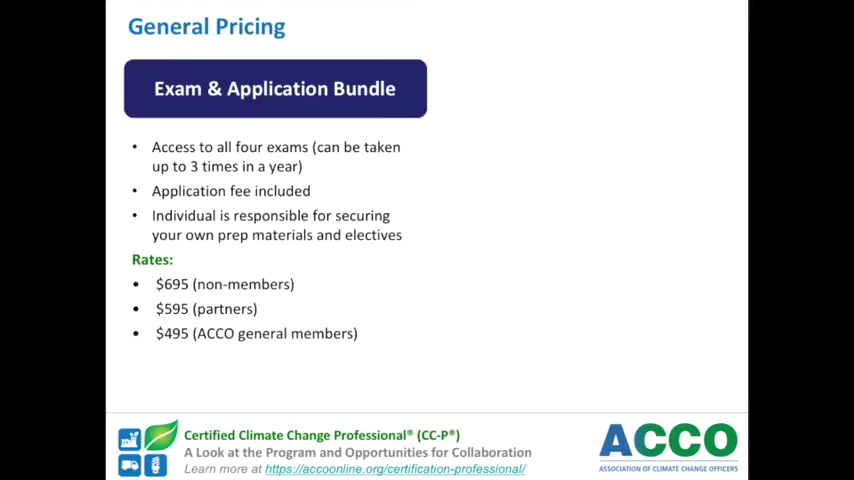 General Pricing
Exam & Application Bundle
• Access to all four exams (can be taken
up to 3 times in a year)
• Application fee included
• Individual is responsible for securing
your own prep materials and electives
Rates:
• $695 (non-members)
• $595 (partners)
• $495 (ACCO general members)
Certified Climate Change Professional® (CC-P®)
A Look at the Program and Opportunities for Collaboration
Learn more at https://accoonline.org/certification-professional/
ACCO
ASSOCIATION OF CLIMATE CHANGE OFFICERS